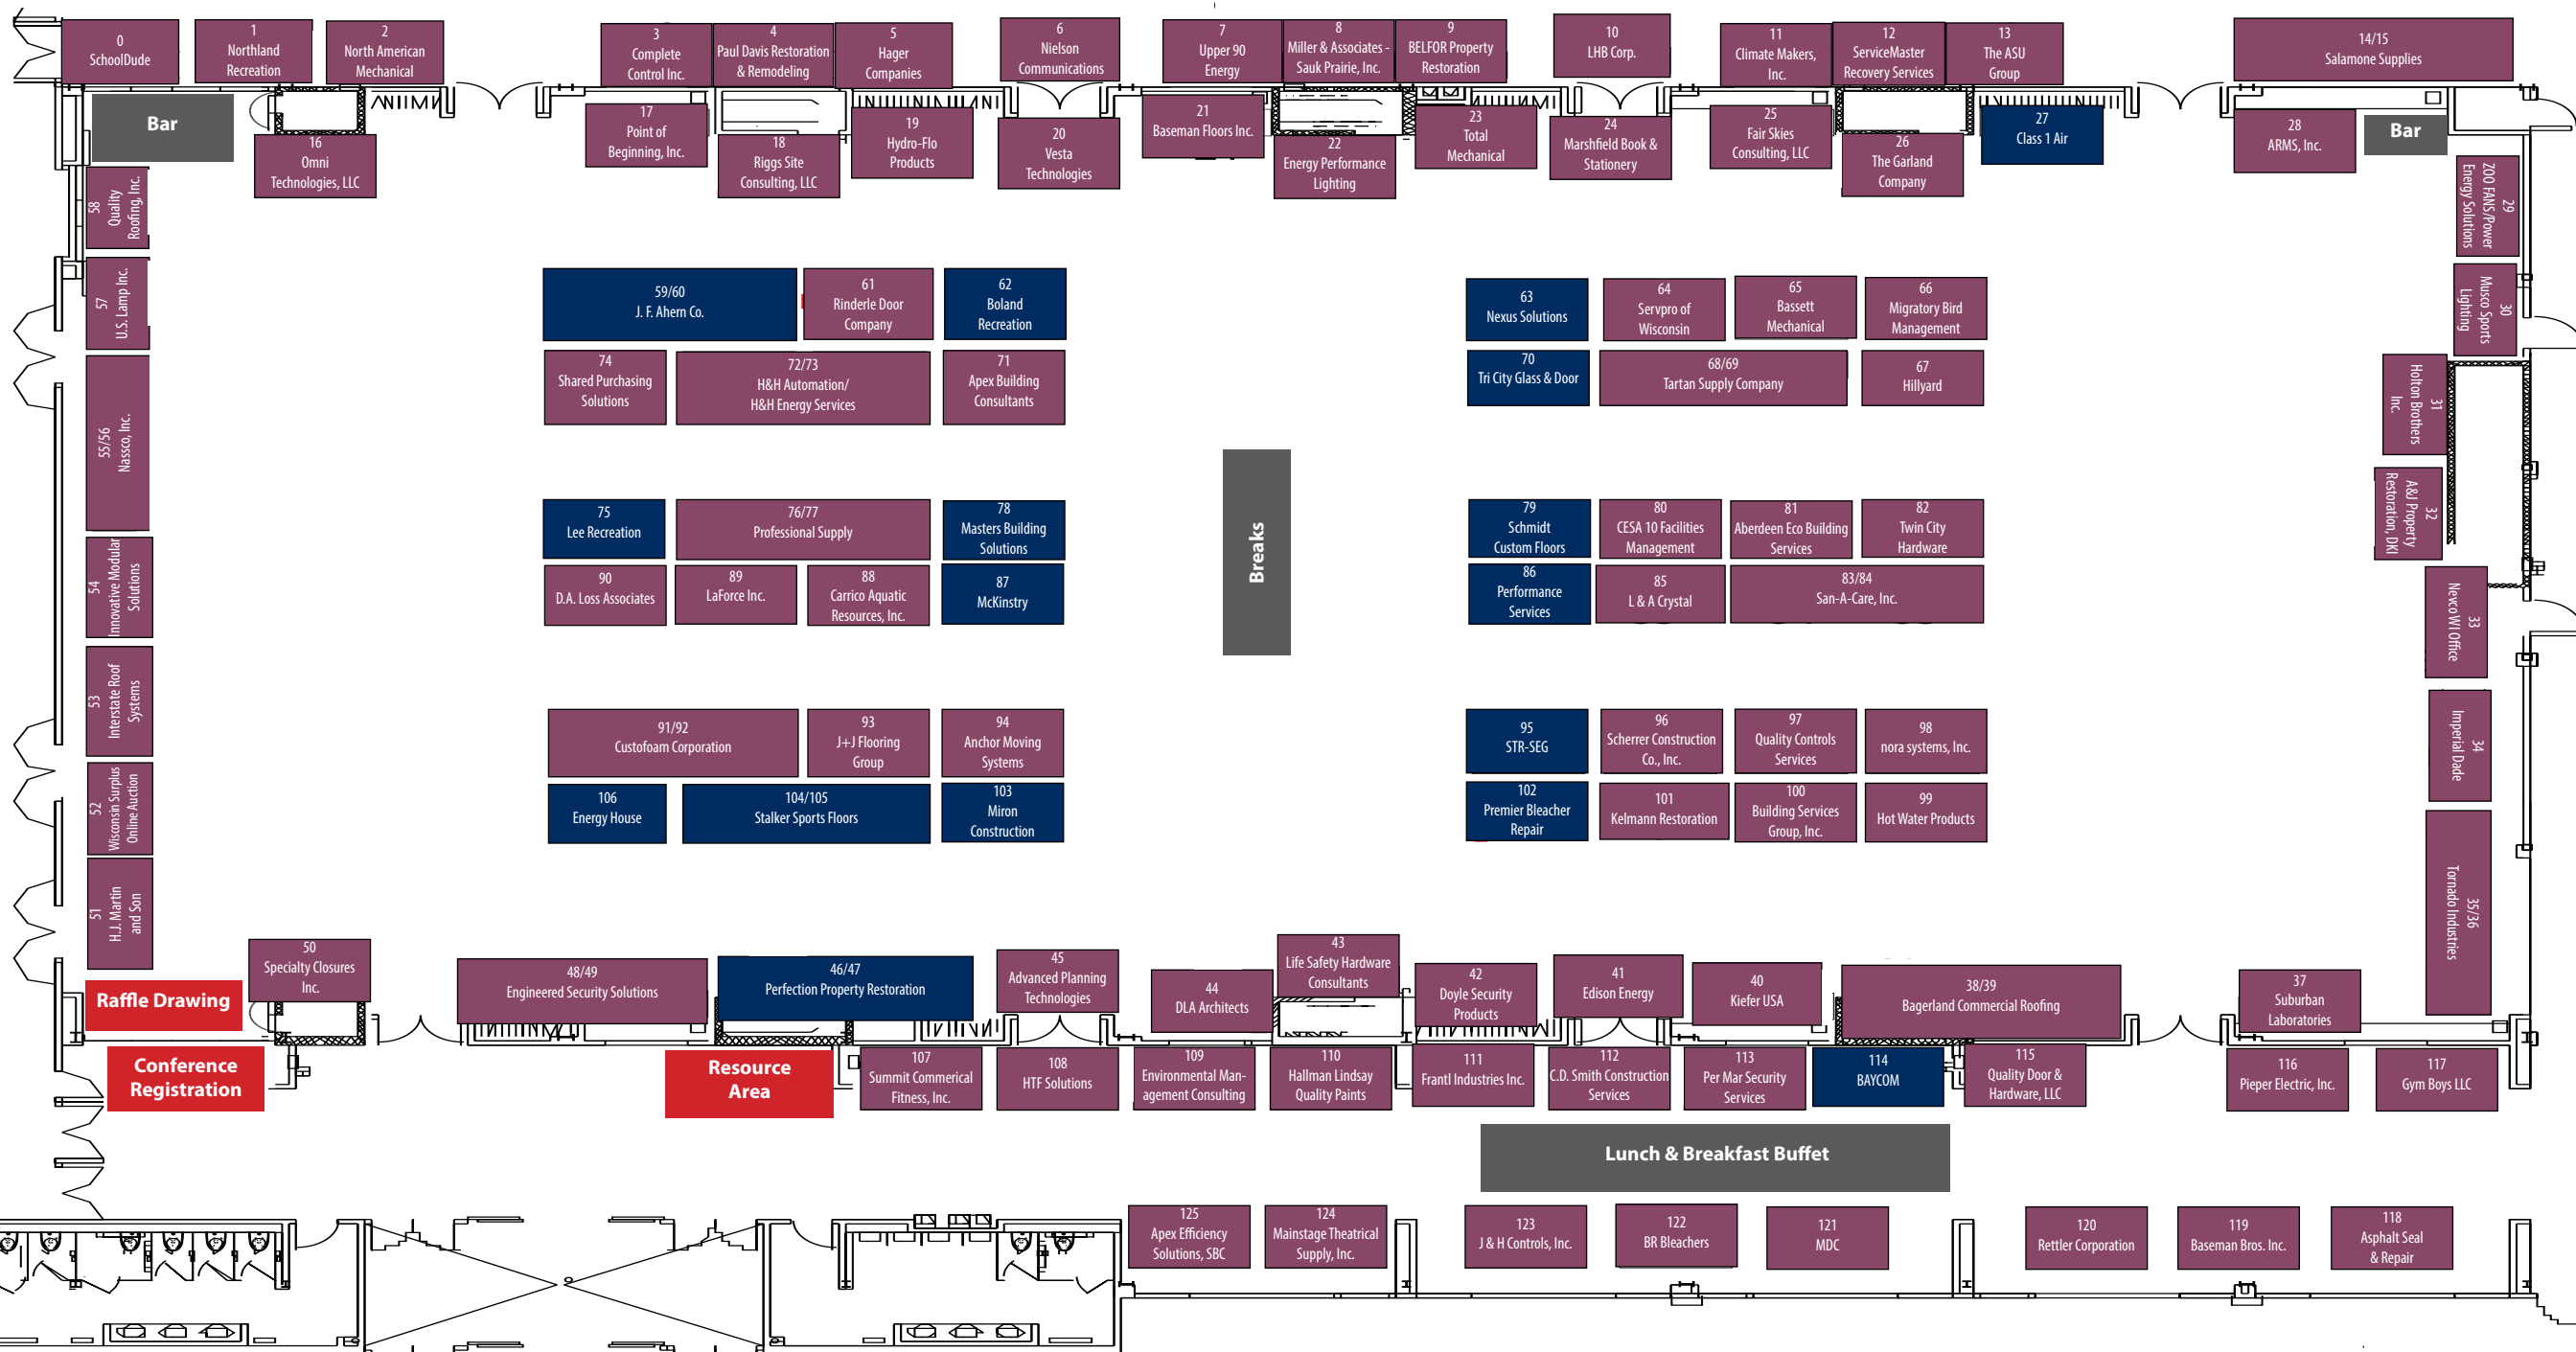 0
SchoolDude
1
Northland
Recreation
2
North American
Mechanical
3
Complete
Control Inc.
4
Paul Davis Restoration
& Remodeling
5
Hager
Companies
6
Nielson
Communications
7
Upper 90
Energy
8
Miller & Associates -
Sauk Prairie, Inc.
9
BELFOR Property
Restoration
10
LHB Corp.
11
Climate Makers,
Inc.
12
ServiceMaster
Recovery Services
13
The ASU
Group
14/15
Salamone Supplies
Bar
16
Omni
Technologies, LLC
17
Point of
Beginning, Inc.
18
Riggs Site
Consulting, LLC
19
Hydro-Flo
Products
20
Vesta
Technologies
21
Baseman Floors Inc.
22
Energy Performance
Lighting
23
Total
Mechanical
24
Marshfield Book &
Stationery
25
Fair Skies
Consulting, LLC
26
The Garland
Company
27
Class 1 Air
28
ARMS, Inc.
Bar
58
Quality
Roofing, Inc.
57
U.S. Lamp Inc.
55/56
Nassco, Inc.
54
Innovative Modular
Solutions
53
Interstate Roof
Systems
52
Wisconsin Surplus
Online Auction
51
H.J. Martin
and Son
59/60
J. F. Ahern Co.
61
Rinderle Door
Company
62
Boland
Recreation
74
Shared Purchasing
Solutions
72/73
H&H Automation/
H&H Energy Services
71
Apex Building
Consultants
63
Nexus Solutions
64
Servpro of
Wisconsin
65
Bassett
Mechanical
66
Migratory Bird
Management
70
Tri City Glass & Door
68/69
Tartan Supply Company
67
Hillyard
75
Lee Recreation
76/77
Professional Supply
78
Masters Building
Solutions
90
D.A. Loss Associates
89
LaForce Inc.
88
Carrico Aquatic
Resources, Inc.
87
McKinstry
Breaks
79
Schmidt
Custom Floors
80
CESA 10 Facilities
Management
81
Aberdeen Eco Building
Services
82
Twin City
Hardware
86
Performance
Services
85
L & A Crystal
83/84
San-A-Care, Inc.
91/92
Custofoam Corporation
93
J+J Flooring
Group
94
Anchor Moving
Systems
106
Energy House
104/105
Stalker Sports Floors
103
Miron
Construction
95
STR-SEG
96
Scherrer Construction
Co., Inc.
97
Quality Controls
Services
98
nora systems, Inc.
102
Premier Bleacher
Repair
101
Kelmann Restoration
100
Building Services
Group, Inc.
99
Hot Water Products
29
ZOO FANS/Power
Energy Solutions
30
Musco Sports
Lighting
31
Holton Brothers
Inc.
32
A&J Property
Restoration, DKI
33
Nevco WI Office
34
Imperial Dade
35/36
Tornado Industries
50
Specialty Closures
Inc.
48/49
Engineered Security Solutions
46/47
Perfection Property Restoration
45
Advanced Planning
Technologies
44
DLA Architects
43
Life Safety Hardware
Consultants
42
Doyle Security
Products
41
Edison Energy
40
Kiefer USA
38/39
Bagerland Commercial Roofing
37
Suburban
Laboratories
Raffle Drawing
Conference
Registration
Resource
Area
107
Summit Commerical
Fitness, Inc.
108
HTF Solutions
109
Environmental Man-
agement Consulting
110
Hallman Lindsay
Quality Paints
111
Frantl Industries Inc.
112
C.D. Smith Construction
Services
113
Per Mar Security
Services
114
BAYCOM
115
Quality Door &
Hardware, LLC
116
Pieper Electric, Inc.
117
Gym Boys LLC
Lunch & Breakfast Buffet
125
Apex Efficiency
Solutions, SBC
124
Mainstage Theatrical
Supply, Inc.
123
J & H Controls, Inc.
122
BR Bleachers
121
MDC
120
Rettler Corporation
119
Baseman Bros. Inc.
118
Asphalt Seal
& Repair